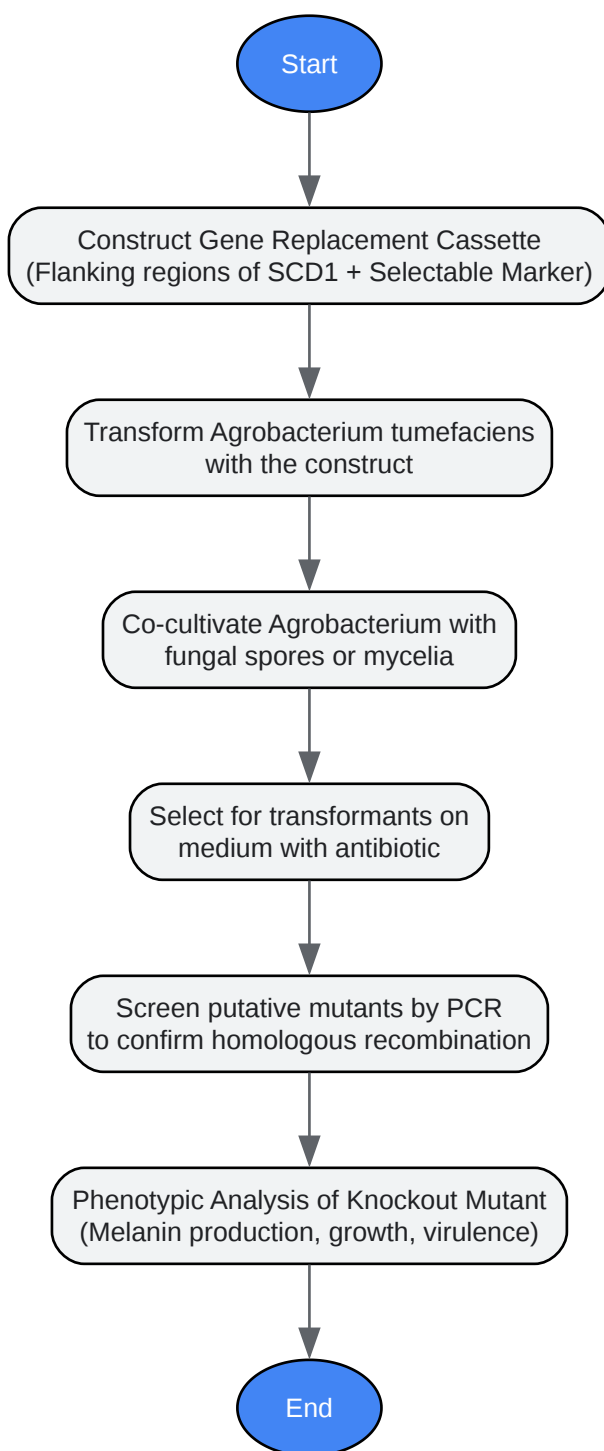 Start
Construct Gene Replacement Cassette
(Flanking regions of SCD1 + Selectable Marker)
Transform Agrobacterium tumefaciens
with the construct
Co-cultivate Agrobacterium with
fungal spores or mycelia
Select for transformants on
medium with antibiotic
Screen putative mutants by PCR
to confirm homologous recombination
Phenotypic Analysis of Knockout Mutant
(Melanin production, growth, virulence)
End